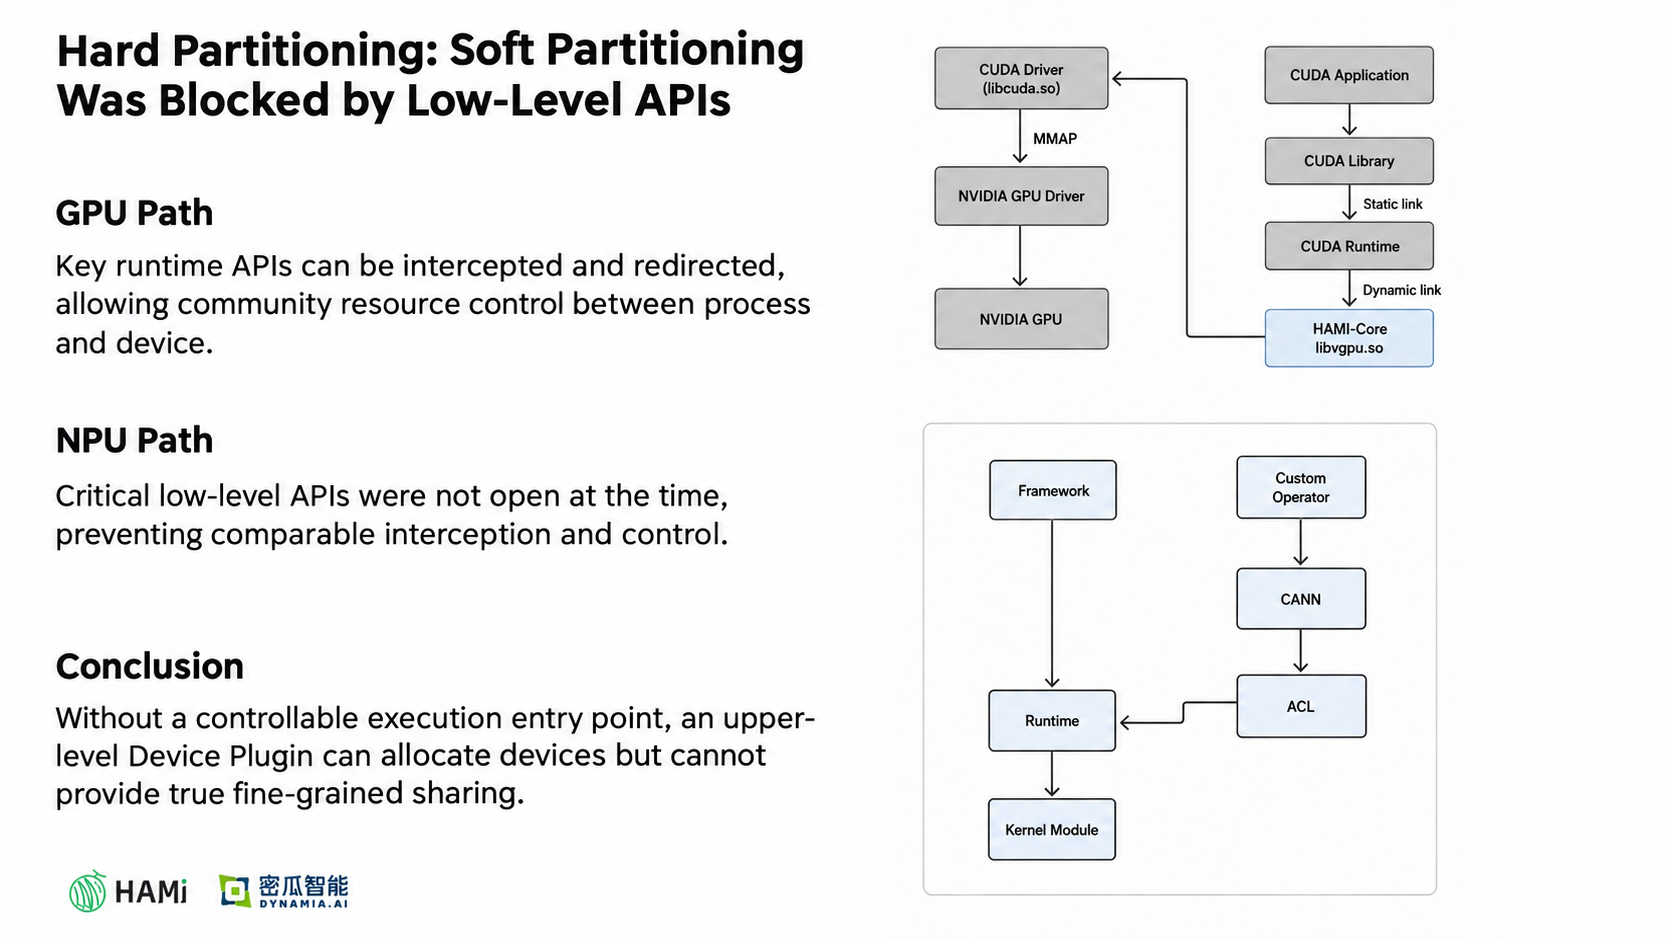 Hard Partitioning: Soft Partitioning
Was Blocked by Low-Level APIs
GPU Path
Key runtime APIs can be intercepted and redirected,
allowing community resource control between process
and device.
NPU Path
Critical low-level APIs were not open at the time,
preventing comparable interception and control.
Conclusion
Without a controllable execution entry point, an upper-
level Device Plugin can allocate devices but cannot
provide true fine-grained sharing.
HAMi
密瓜智能
DYNAMIA.AI
CUDA Driver
(libcuda.so)
MMAP
NVIDIA GPU Driver
NVIDIA GPU
CUDA Application
CUDA Library
Static link
CUDA Runtime
Dynamic link
HAMI-Core
libvgpu.so
Framework
Runtime
Kernel Module
Custom
Operator
CANN
ACL